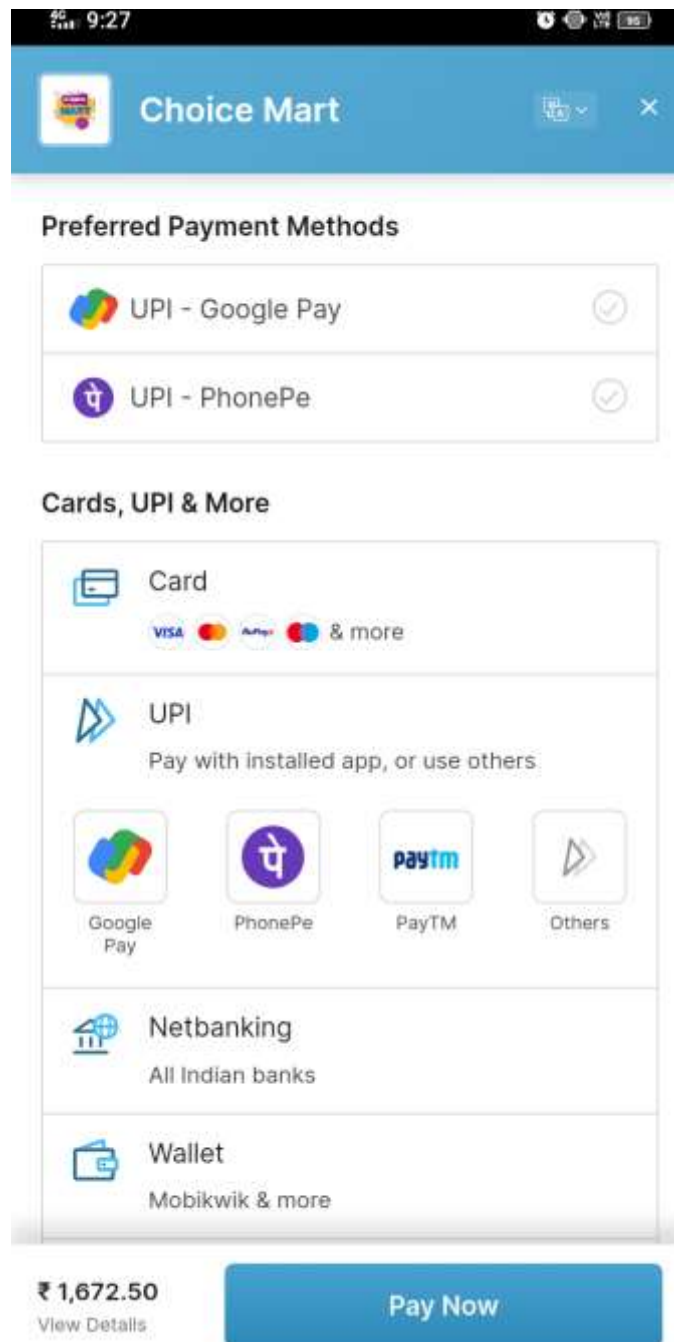 9:27
95
Choice Mart
Preferred Payment Methods
UPI - Google Pay
पे UPI - PhonePe
Cards, UPI & More
Card
VISA RuPay & more
UPI
Pay with installed app, or use others
पे paytm
Google Pay PhonePe PayTM Others
Netbanking
All Indian banks
Wallet
Mobikwik & more
₹ 1,672.50
View Details
Pay Now